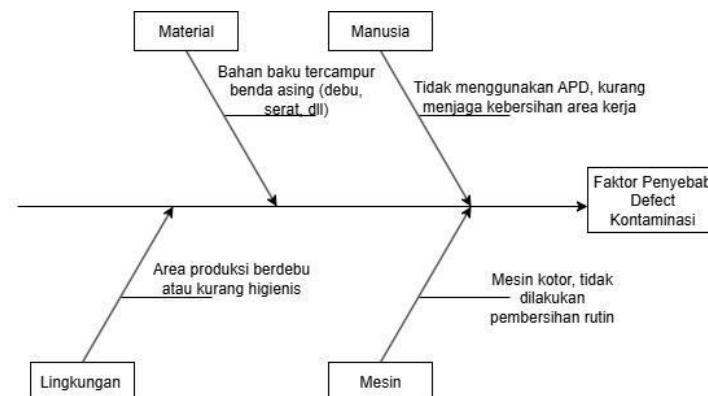 Material
Manusia
Bahan baku tercampur
benda asing (debu,
serat, dll)
Tidak menggunakan APD, kurang
menjaga kebersihan area kerja
Faktor Penyebab
Defect
Kontaminasi
Area produksi berdebu
atau kurang higienis
Mesin kotor, tidak
dilakukan
pembersihan rutin
Lingkungan
Mesin